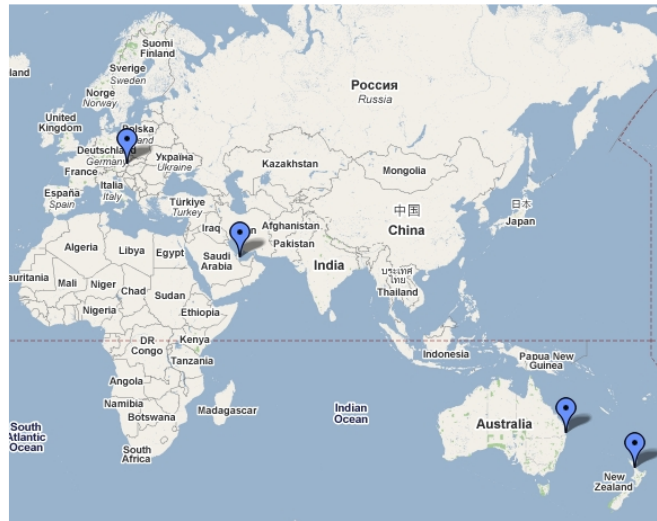 Suomi
Finland
land
Sverige
Sweden
Norge
Norway
Россия
Russia
United
Kingdom
Polska
Deutschland
Germany
Україна
Ukraine
France
Kazakhstan
Mongolia
Italia
Italy
España
Spain
Türkiye
Turkey
中国
China
日本
Japan
Iraq
Afghanistan
Pakistan
Algeria
Libya
Egypt
Saudi
Arabia
India
ประเทศ
ไทย
Thailand
auritania
Mali
Niger
Chad
Sudan
Nigeria
Ethiopia
DR
Congo
Kenya
Tanzania
Indonesia
Papua New
Guinea
Angola
Namibia
Botswana
Madagascar
Indian
Ocean
South
Atlantic
Ocean
South
Africa
Australia
New
Zealand